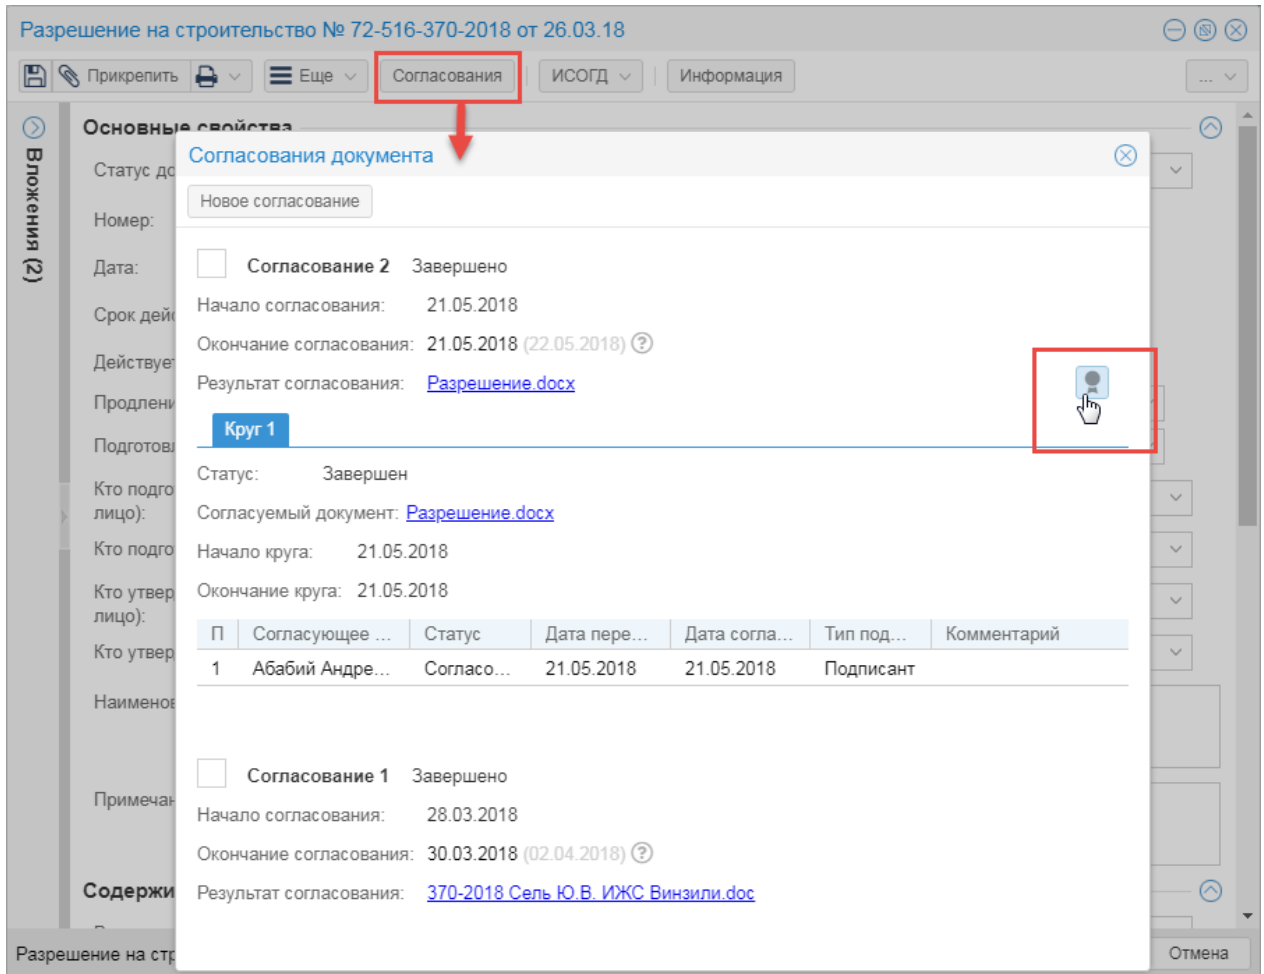 Разрешение на строительство № 72-516-370-2018 от 26.03.18
Прикрепить Еще Согласования ИСОГД Информация ...
Вложения (2)
Основные свойства
Согласования документа
Статус до
Новое согласование
Номер:
Согласование 2 Завершено
Дата:
Начало согласования: 21.05.2018
Срок дей
Окончание согласования: 21.05.2018 (22.05.2018) ?
Действуе
Результат согласования: Разрешение.docx
Продлени
Круг 1
Подготов
Статус: Завершен
Кто подго
лицо):
Согласуемый документ: Разрешение.docx
Кто подго
Начало круга: 21.05.2018
Окончание круга: 21.05.2018
Кто утвер
лицо):
П Согласующее ... Статус Дата пере... Дата согла... Тип под... Комментарий
Кто утвер
1 Абабий Андре... Согласо... 21.05.2018 21.05.2018 Подписант
Наименов
Согласование 1 Завершено
Примечан
Начало согласования: 28.03.2018
Окончание согласования: 30.03.2018 (02.04.2018) ?
Содержи
Результат согласования: 370-2018 Сель Ю.В. ИЖС Винзили.doc
Разрешение на стр
Отмена